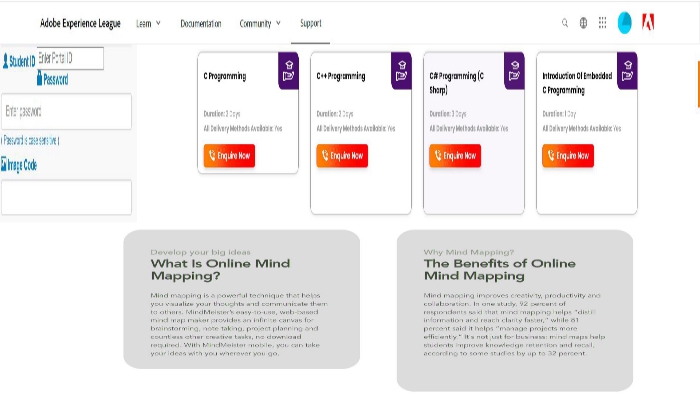 Adobe Experience League
Learn
Documentation
Community
Support
Student ID
Enter Portal ID
Password
Enter password
( Password is case sensitive )
Image Code
C Programming
Duration: 2 Days
All Delivery Methods Available: Yes
Enquire Now
C++ Programming
Duration: 2 Days
All Delivery Methods Available: Yes
Enquire Now
C# Programming (C
Sharp)
Duration: 3 Days
All Delivery Methods Available: Yes
Enquire Now
Introduction Of Embedded
C Programming
Duration: 1 Day
All Delivery Methods Available: Yes
Enquire Now
Develop your big ideas
What Is Online Mind
Mapping?
Mind mapping is a powerful technique that helps
you visualize your thoughts and communicate them
to others. MindMeister's easy-to-use, web-based
mind map maker provides an infinite canvas for
brainstorming, note-taking, project planning and
countless other creative tasks, no download
required. With MindMeister mobile, you can take
your ideas with you wherever you go.
Why Mind Mapping?
The Benefits of Online
Mind Mapping
Mind mapping improves creativity, productivity and
collaboration. In one study, 92 percent of
respondents said that mind mapping helps "distil
information and reach clarity faster," while 61
percent said it helps "manage projects more
efficiently." It's not just for business: mind maps help
students improve knowledge retention and recall,
according to some studies by up to 32 percent.